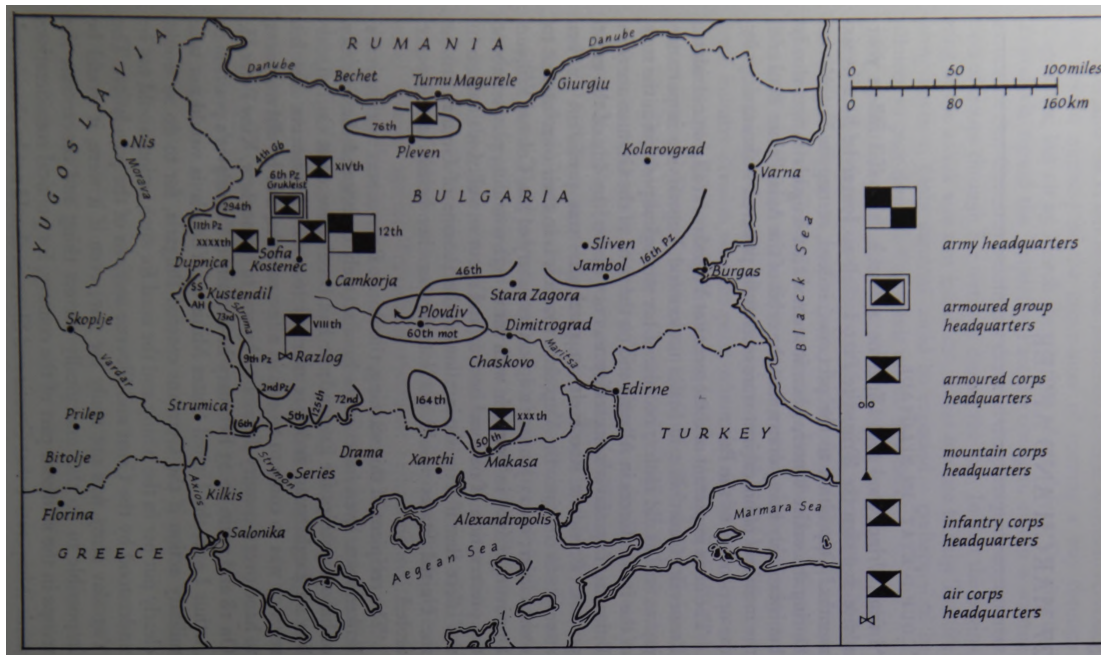 RUMANIA
Danube
Danube
Bechet
Turnu Magurele
Giurgiu
YUGOSLAVIA
Nis
Morava
76th
Pleven
4th Gb
6th Pz
Grukleist
XIVth
BULGARIA
Kolarovgrad
Varna
294th
11th Pz
XXXXth
Sofia
Kostenec
12th
Dupnica
Camkorja
Sliven
Jambol
16th Pz
Burgas
Black Sea
46th
Stara Zagora
SS
AH
Kustendil
73rd
Struma
VIIIth
Razlog
Plovdiv
60th mot
Dimitrograd
Maritsa
Chaskovo
Skoplje
Vardar
9th Pz
2nd Pz
Edirne
Strumica
6th
5th
125th
72nd
164th
XXXth
50th
Makasa
TURKEY
Prilep
Bitolje
Florina
Axios
Kilkis
Strymon
Series
Drama
Xanthi
Salonika
Alexandropolis
Marmara Sea
GREECE
Aegean Sea
0 50 100 miles
0 80 160 km
army headquarters
armoured group
headquarters
armoured corps
headquarters
mountain corps
headquarters
infantry corps
headquarters
air corps
headquarters